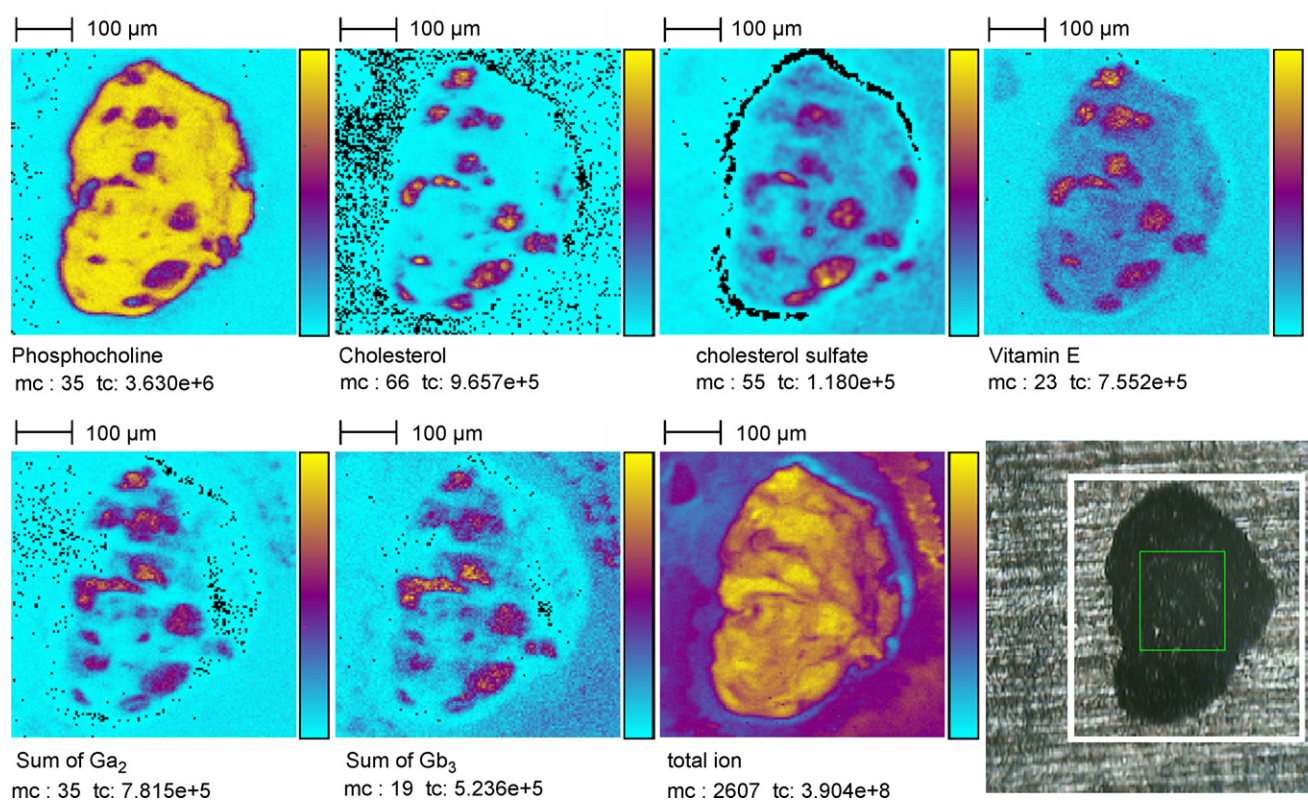 100 µm 100 µm 100 µm 100 µm
Phosphocholine Cholesterol cholesterol sulfate Vitamin E
mc : 35 tc: 3.630e+6 mc : 66 tc: 9.657e+5 mc : 55 tc: 1.180e+5 mc : 23 tc: 7.552e+5
100 µm 100 µm 100 µm
Sum of Ga₂ Sum of Gb₃ total ion
mc : 35 tc: 7.815e+5 mc : 19 tc: 5.236e+5 mc : 2607 tc: 3.904e+8